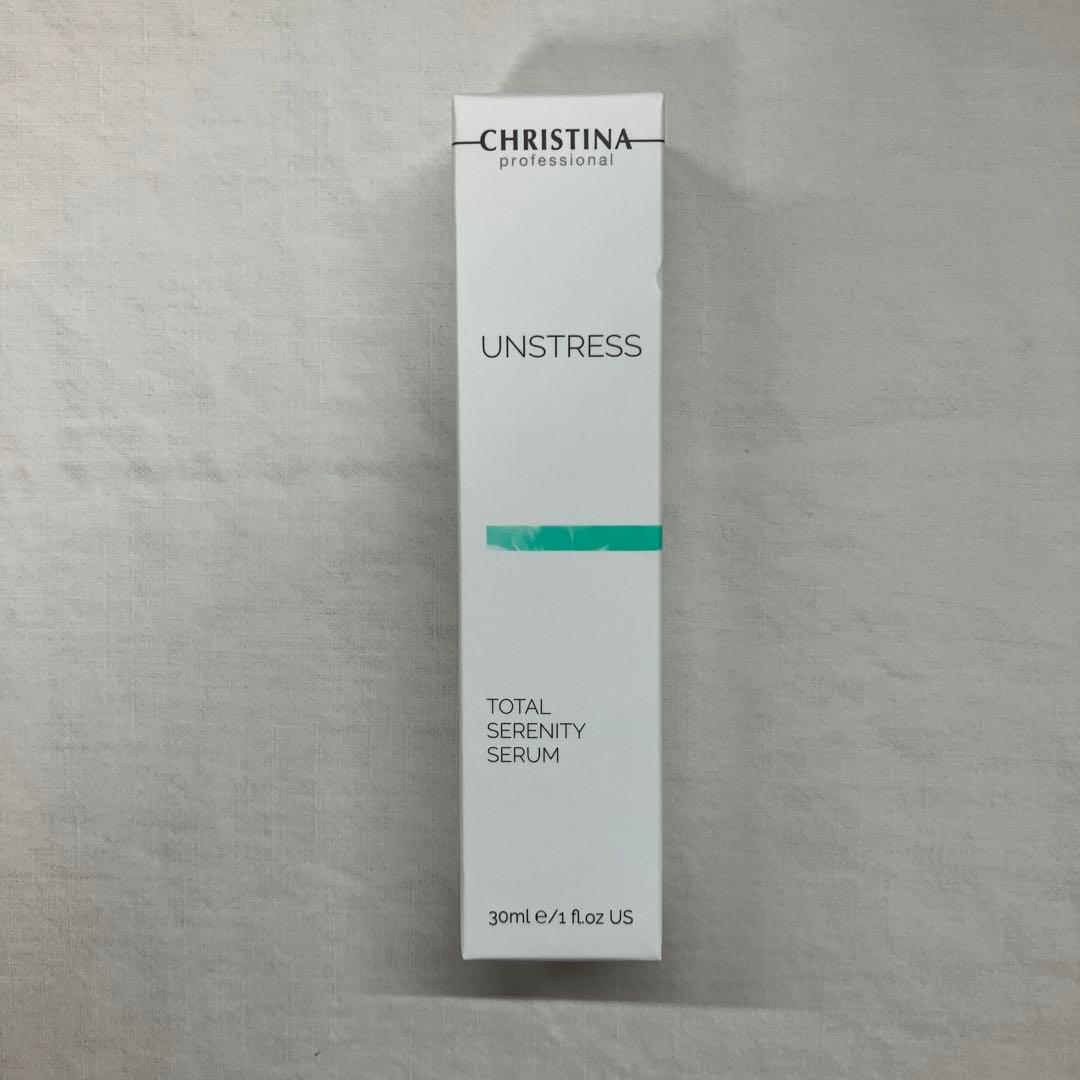 CHRISTINA
professional
UNSTRESS
TOTAL
SERENITY
SERUM
30ml e/1 fl.oz US